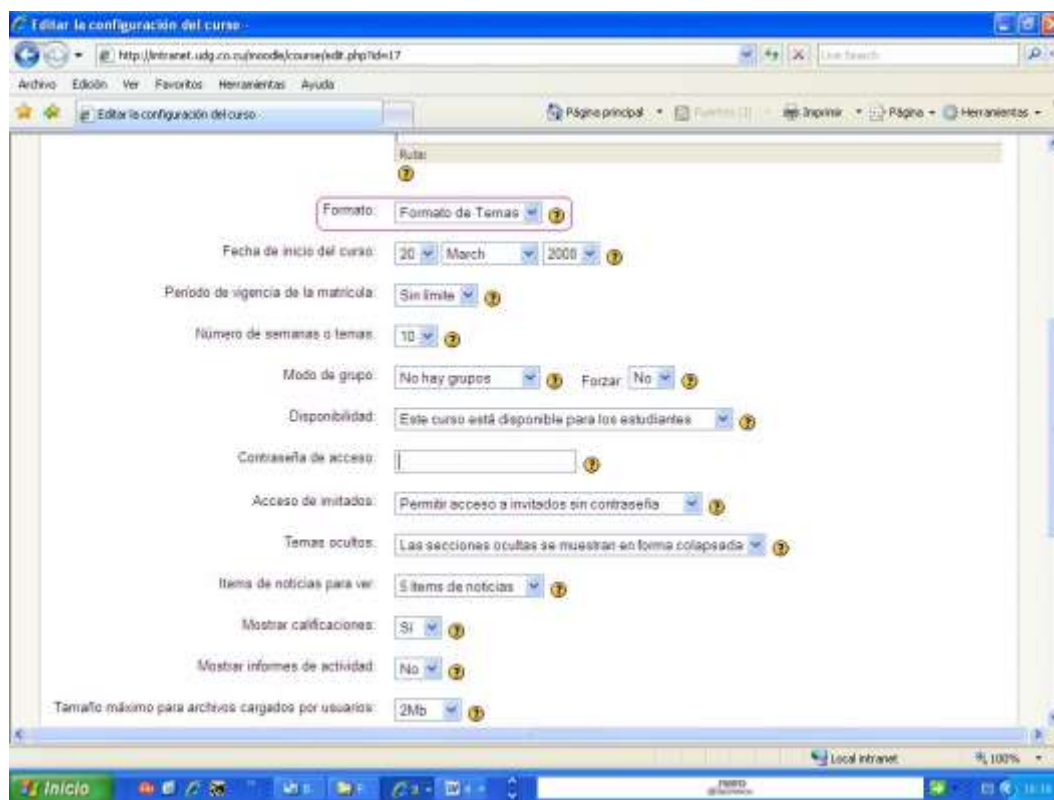 Editar la configuración del curso
http://intranet.udg.co.cu/moodle/course/edit.php?id=17
Live Search
Archivo Edición Ver Favoritos Herramientas Ayuda
Editar la configuración del curso
Página principal
Imprimir
Página
Herramientas
Ruta:
Formato: Formato de Temas
Fecha de inicio del curso: 20 March
Período de vigencia de la matrícula: Sin límite
Número de semanas o temas: 10
Modo de grupo: No hay grupos Forzar No
Disponibilidad: Este curso está disponible para los estudiantes
Contraseña de acceso:
Acceso de invitados: Permitir acceso a invitados sin contraseña
Temas ocultos: Las secciones ocultas se muestran en forma colapsada
Items de noticias para ver: 5 items de noticias
Mostrar calificaciones: Sí
Mostrar informes de actividad: No
Tamaño máximo para archivos cargados por usuarios: 2Mb
Local intranet 100%
Inicio